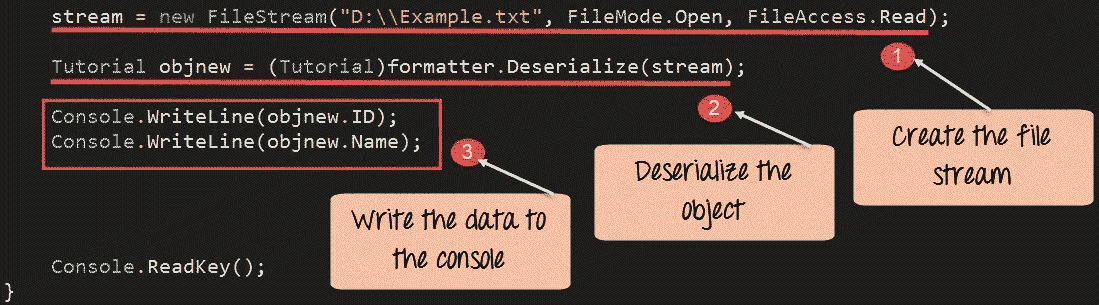 stream = new FileStream("D:\\Example.txt", FileMode.Open, FileAccess.Read);
1
Tutorial objnew = (Tutorial)formatter.Deserialize(stream);
2
Console.WriteLine(objnew.ID);
Console.WriteLine(objnew.Name);
3
Create the file
stream
Deserialize the
object
Write the data to
the console
Console.ReadKey();
}